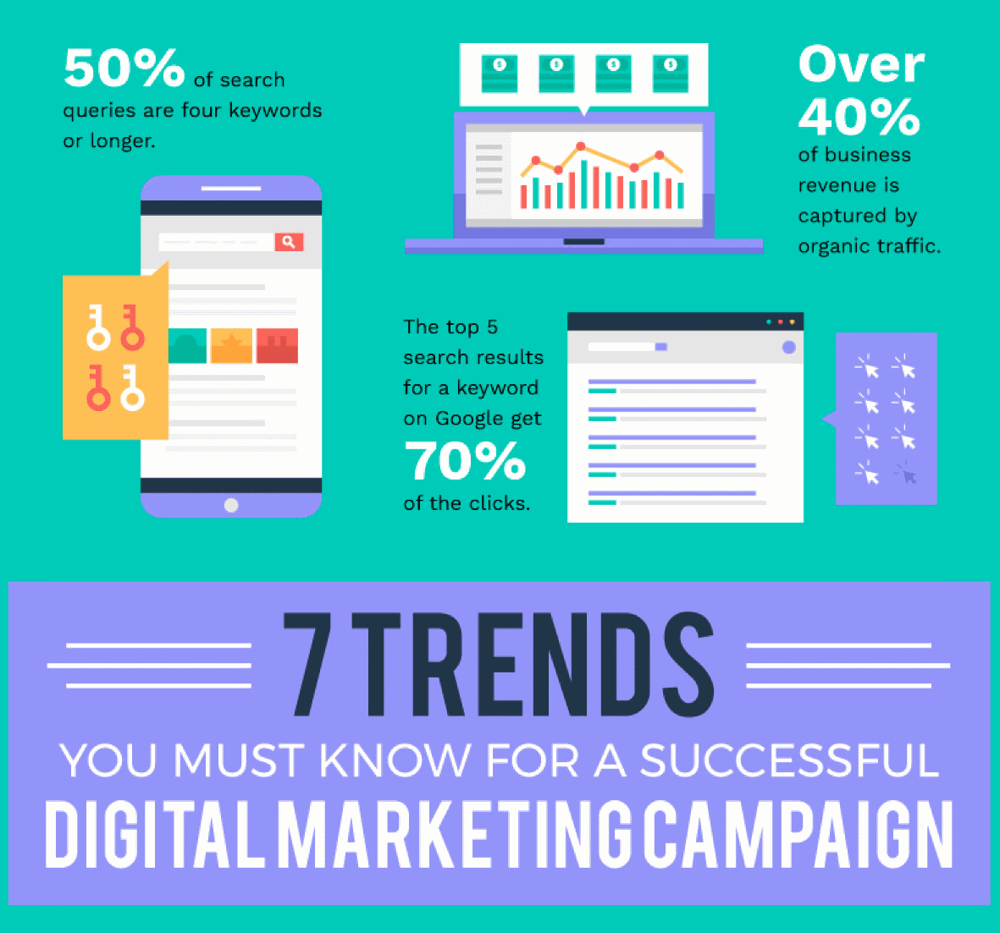 50% of search
queries are four keywords
or longer.
$ $ $ $
Over
40%
of business
revenue is
captured by
organic traffic.
The top 5
search results
for a keyword
on Google get
70%
of the clicks.
7 TRENDS
YOU MUST KNOW FOR A SUCCESSFUL
DIGITAL MARKETING CAMPAIGN